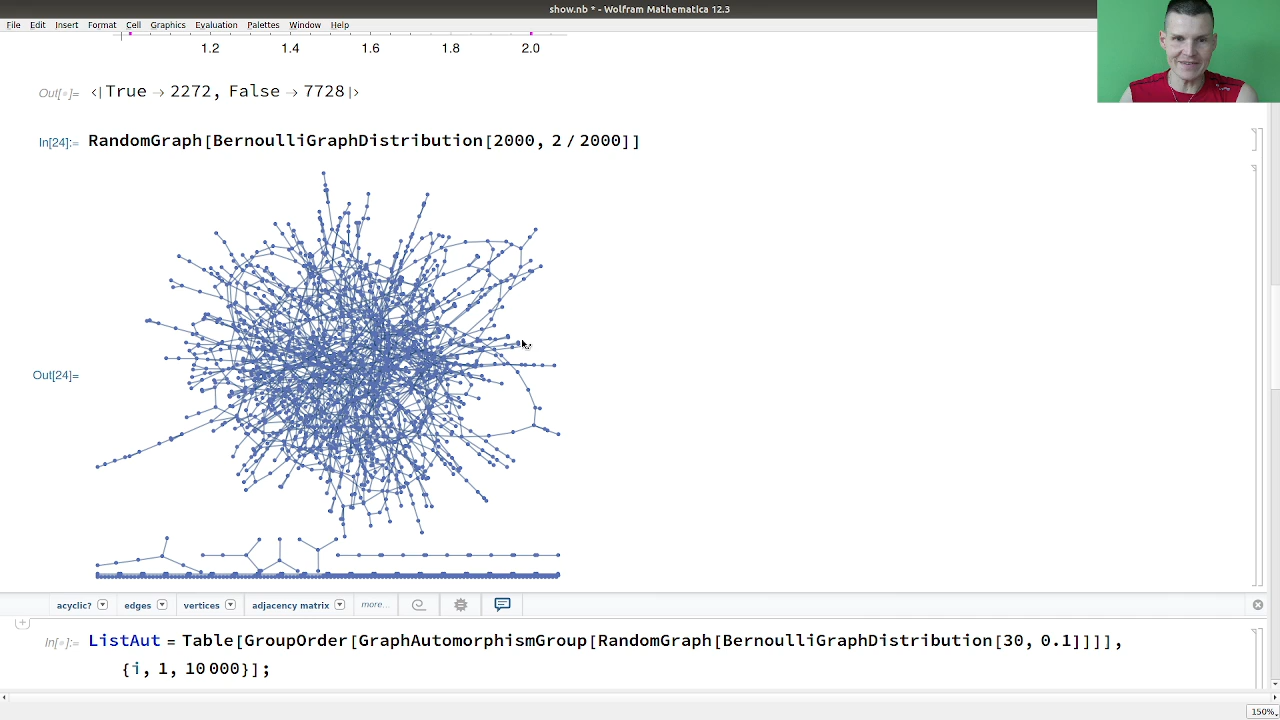 show.nb * - Wolfram Mathematica 12.3
File Edit Insert Format Cell Graphics Evaluation Palettes Window Help
1.2 1.4 1.6 1.8 2.0
Out[•]= <|True → 2272, False → 7728|>
In[24]:= RandomGraph[BernoulliGraphDistribution[2000, 2 / 2000]]
Out[24]=
acyclic? edges vertices adjacency matrix more...
In[•]:= ListAut = Table[GroupOrder[GraphAutomorphismGroup[RandomGraph[BernoulliGraphDistribution[30, 0.1]]]],
{i, 1, 10 000}];
150%